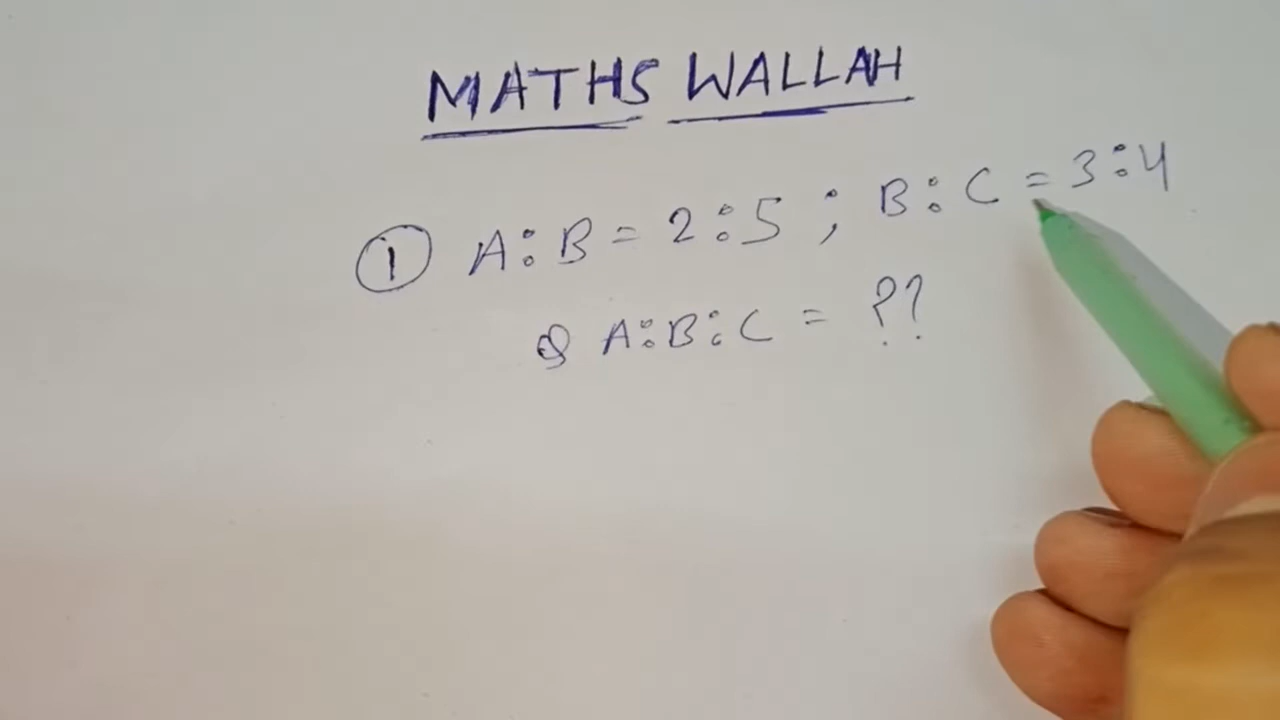 MATHS WALLAH
① A:B = 2:5 ; B:C = 3:4
A:B:C = ??